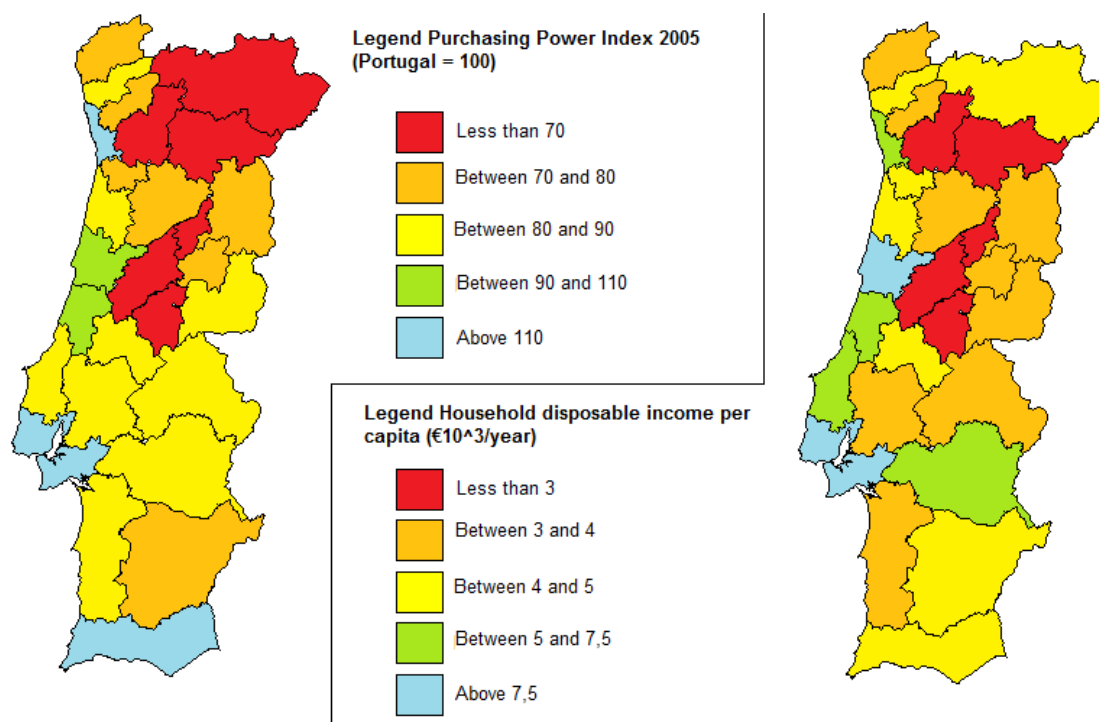 Legend Purchasing Power Index 2005
(Portugal = 100)
Less than 70
Between 70 and 80
Between 80 and 90
Between 90 and 110
Above 110
Legend Household disposable income per
capita (€10^3/year)
Less than 3
Between 3 and 4
Between 4 and 5
Between 5 and 7,5
Above 7,5